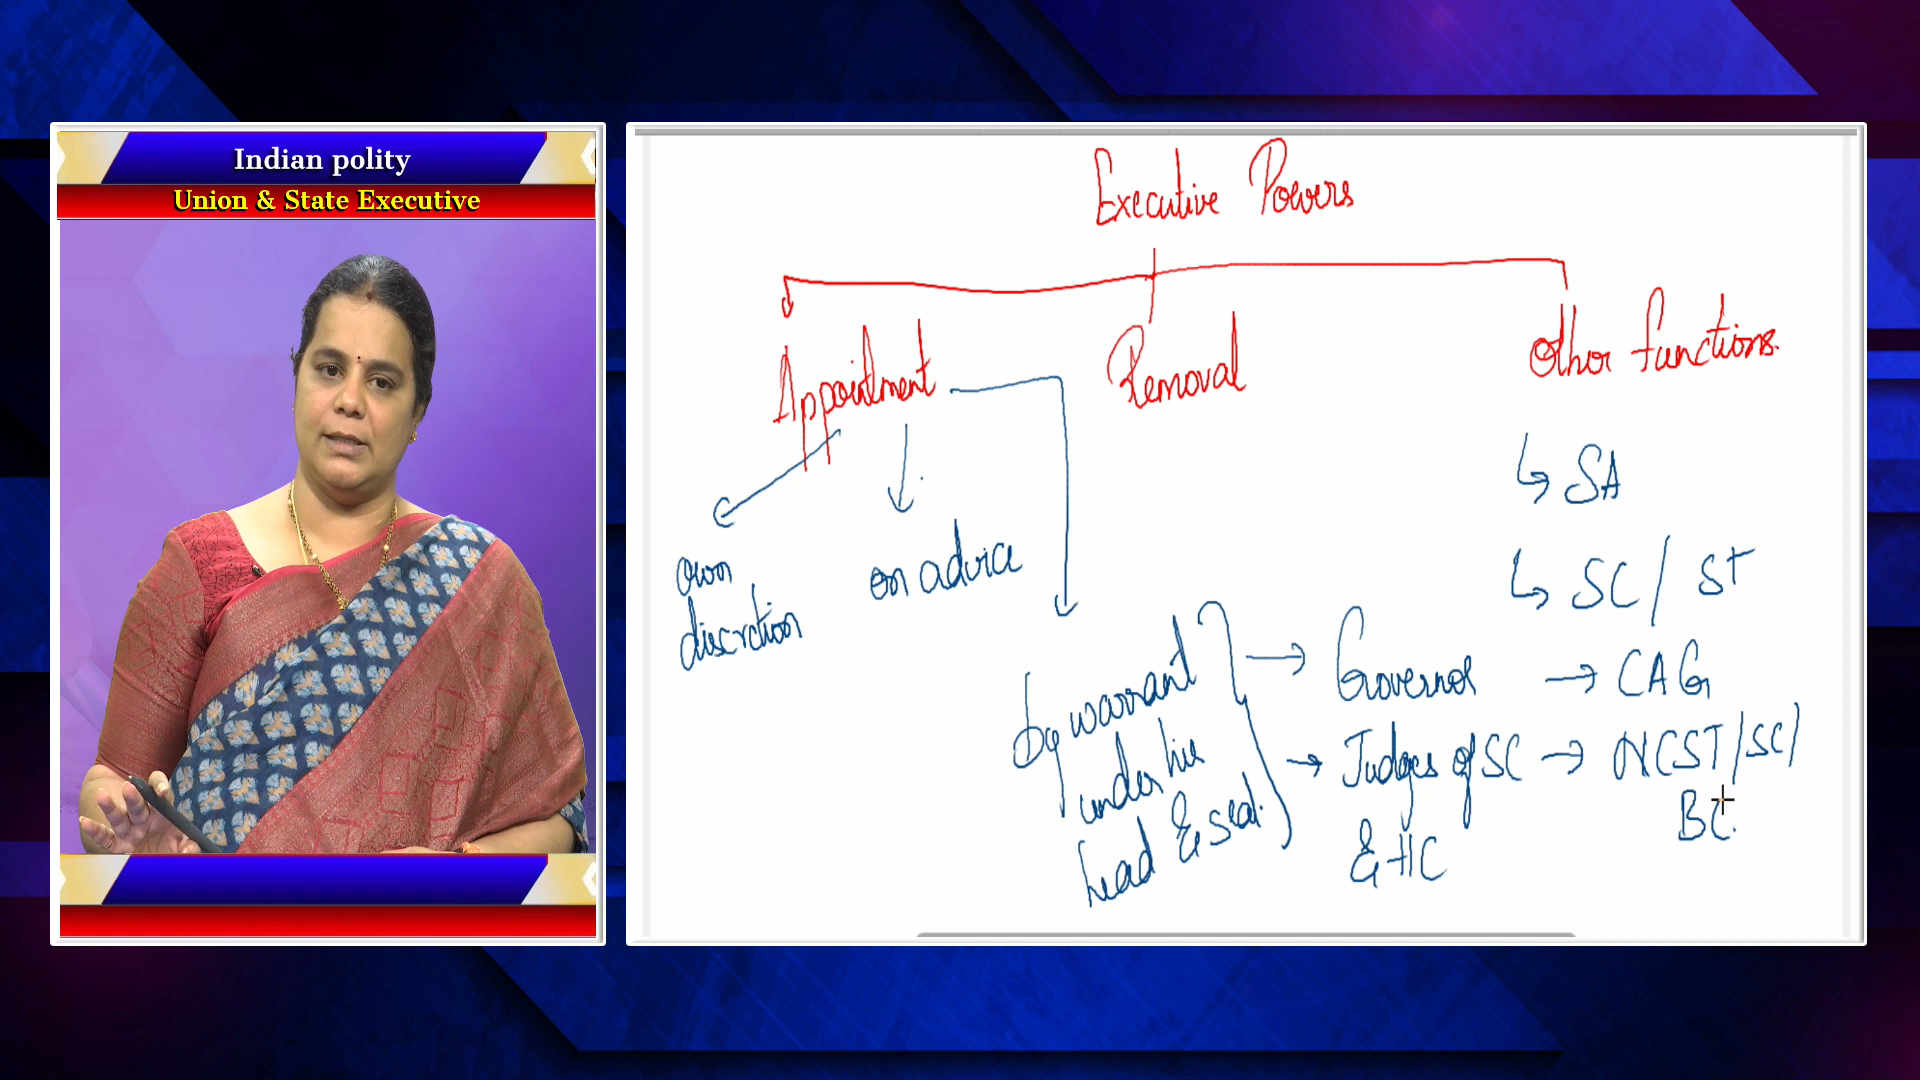 Indian polity
Union & State Executive
Executive Powers
Appointment
Removal
Other functions.
own
discretion
on advice
by warrant
under his
head & seal.
Governor
Judges of SC
& HC
SA
SC / ST
CAG
NCST/SC/
BC.